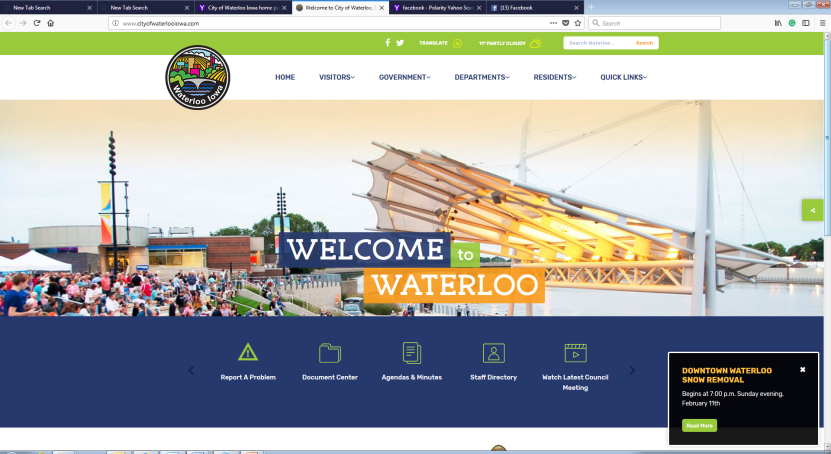 New Tab Search
New Tab Search
City of Waterloo Iowa home p
Welcome to City of Waterloo, I
facebook - Polarity Yahoo Sear
(13) Facebook
www.cityofwaterlooiowa.com
Search
TRANSLATE
11° PARTLY CLOUDY
Search Waterloo...
Search
Waterloo Iowa
HOME
VISITORS
GOVERNMENT
DEPARTMENTS
RESIDENTS
QUICK LINKS
WELCOME to
WATERLOO
Report A Problem
Document Center
Agendas & Minutes
Staff Directory
Watch Latest Council
Meeting
DOWNTOWN WATERLOO
SNOW REMOVAL
Begins at 7:00 p.m. Sunday evening,
February 11th
Read More